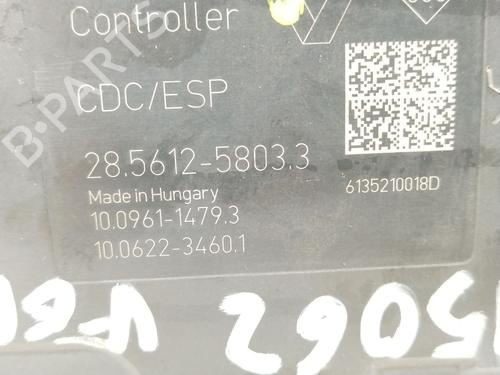 Controller
CDC/ESP
28.5612-5803.3
Made in Hungary
10.0961-1479.3
10.0622-3460.1
6135210018D
B-PARTS
5062